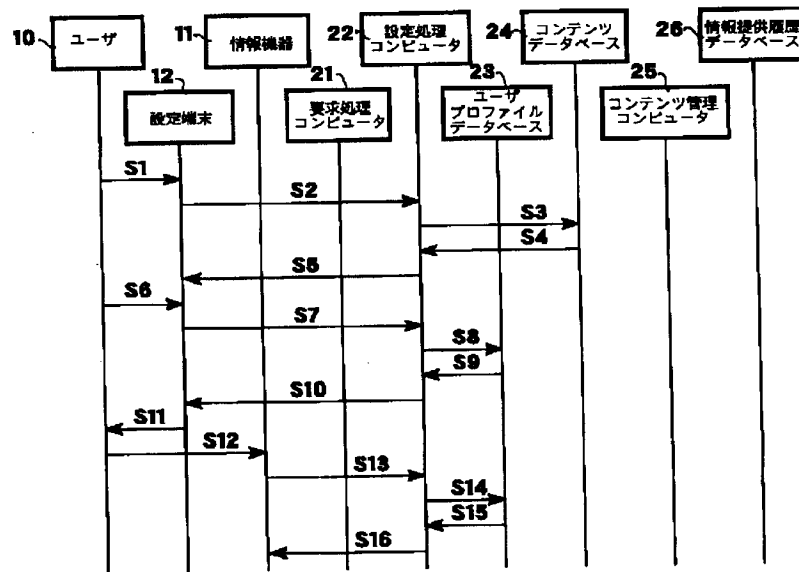 10
ユーザ
11
情報機器
22
設定処理
コンピュータ
24
コンテンツ
データベース
26
情報提供履歴
データベース
12
設定端末
21
要求処理
コンピュータ
23
ユーザ
プロファイル
データベース
25
コンテンツ管理
コンピュータ
S1
S2
S3
S4
S5
S6
S7
S8
S9
S10
S11
S12
S13
S14
S15
S16